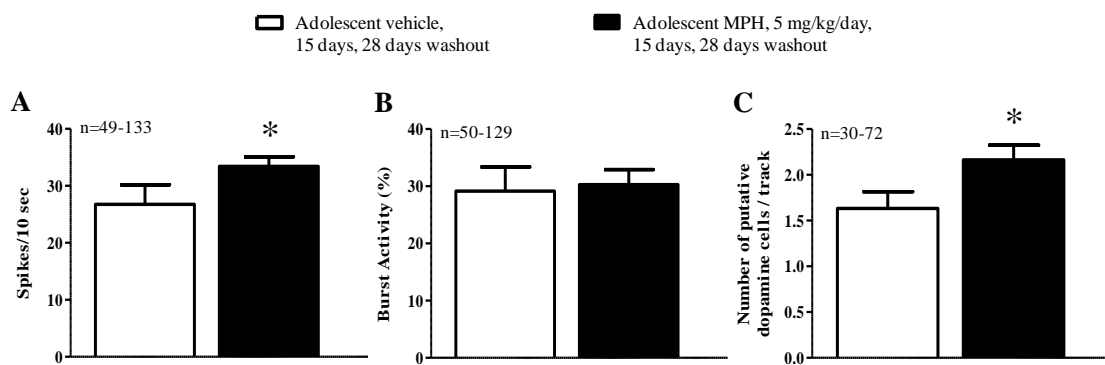 Adolescent vehicle,
15 days, 28 days washout
Adolescent MPH, 5 mg/kg/day,
15 days, 28 days washout
A
n=49-133
*
Spikes/10 sec
40
30
20
10
0
B
n=50-129
Burst Activity (%)
40
30
20
10
0
C
n=30-72
*
Number of putative
dopamine cells / track
2.5
2.0
1.5
1.0
0.5
0.0